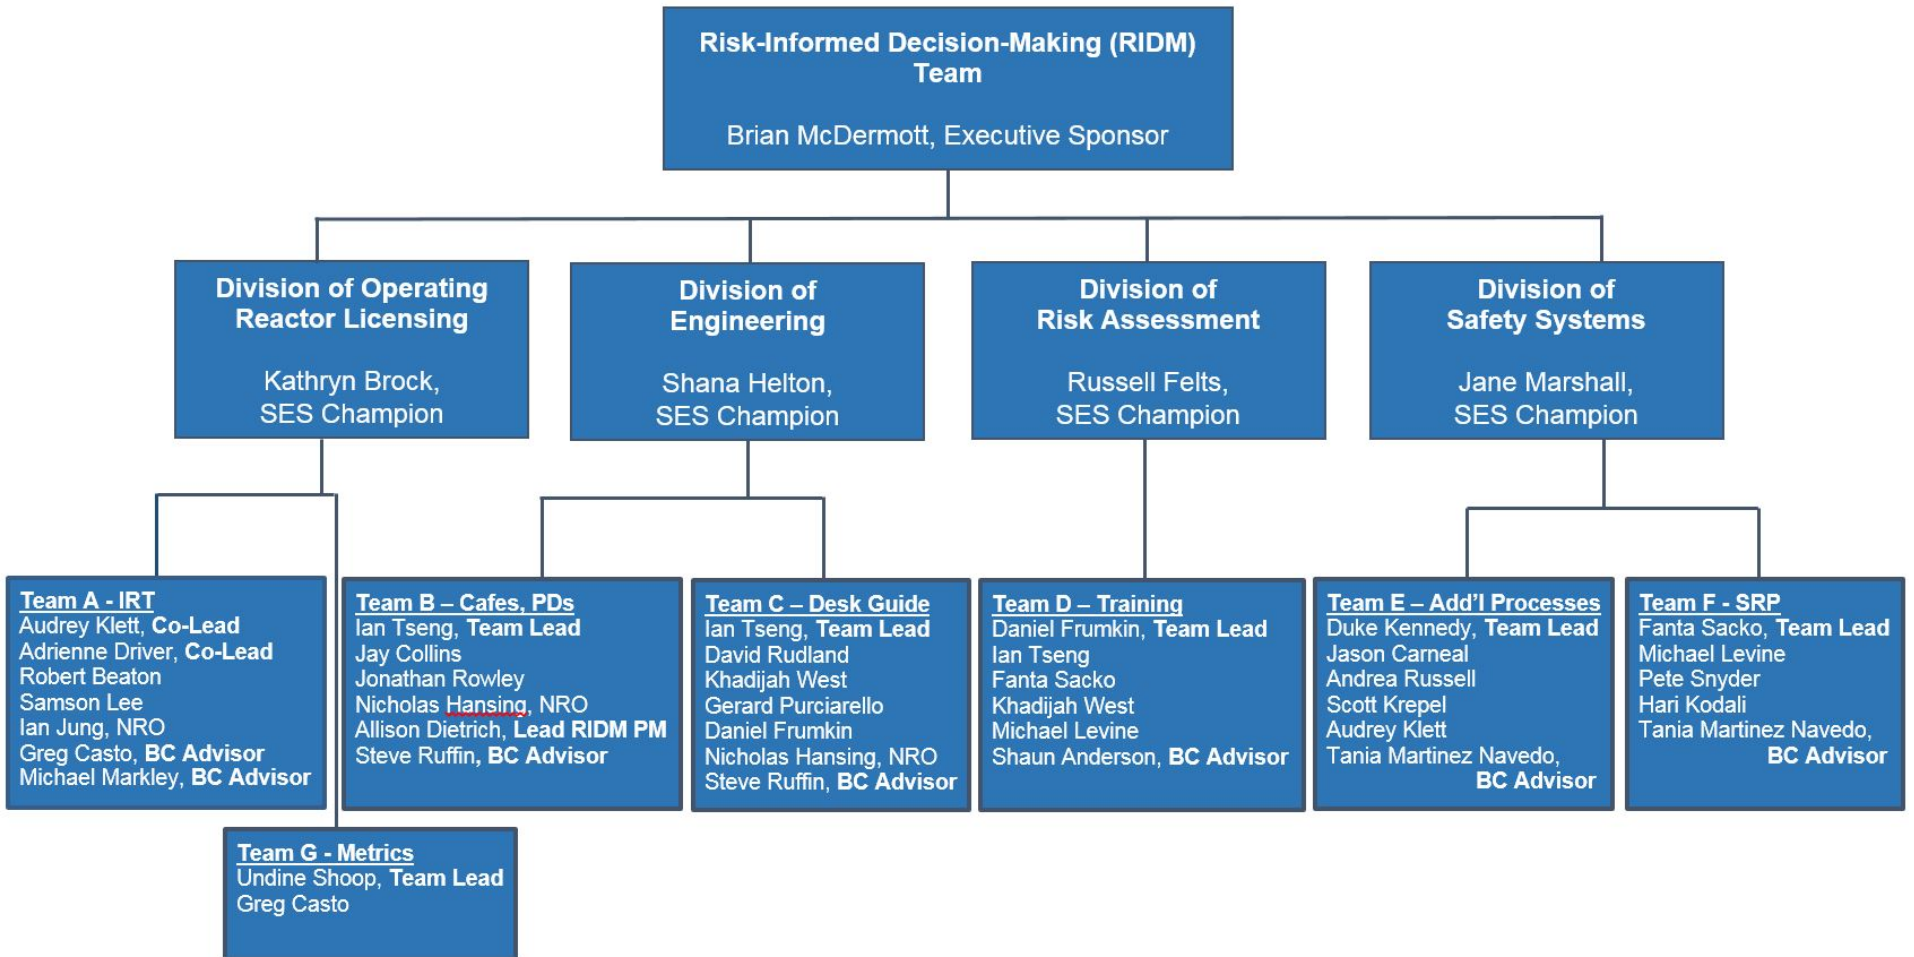 Risk-Informed Decision-Making (RIDM)
Team
Brian McDermott, Executive Sponsor
Division of Operating
Reactor Licensing
Kathryn Brock,
SES Champion
Division of
Engineering
Shana Helton,
SES Champion
Division of
Risk Assessment
Russell Felts,
SES Champion
Division of
Safety Systems
Jane Marshall,
SES Champion
Team A - IRT
Audrey Klett, Co-Lead
Adrienne Driver, Co-Lead
Robert Beaton
Samson Lee
Ian Jung, NRO
Greg Casto, BC Advisor
Michael Markley, BC Advisor
Team B – Cafes, PDs
Ian Tseng, Team Lead
Jay Collins
Jonathan Rowley
Nicholas Hansing, NRO
Allison Dietrich, Lead RIDM PM
Steve Ruffin, BC Advisor
Team C – Desk Guide
Ian Tseng, Team Lead
David Rudland
Khadijah West
Gerard Purciarello
Daniel Frumkin
Nicholas Hansing, NRO
Steve Ruffin, BC Advisor
Team D – Training
Daniel Frumkin, Team Lead
Ian Tseng
Fanta Sacko
Khadijah West
Michael Levine
Shaun Anderson, BC Advisor
Team E – Add'l Processes
Duke Kennedy, Team Lead
Jason Carneal
Andrea Russell
Scott Krepel
Audrey Klett
Tania Martinez Navedo,
BC Advisor
Team F - SRP
Fanta Sacko, Team Lead
Michael Levine
Pete Snyder
Hari Kodali
Tania Martinez Navedo,
BC Advisor
Team G - Metrics
Undine Shoop, Team Lead
Greg Casto